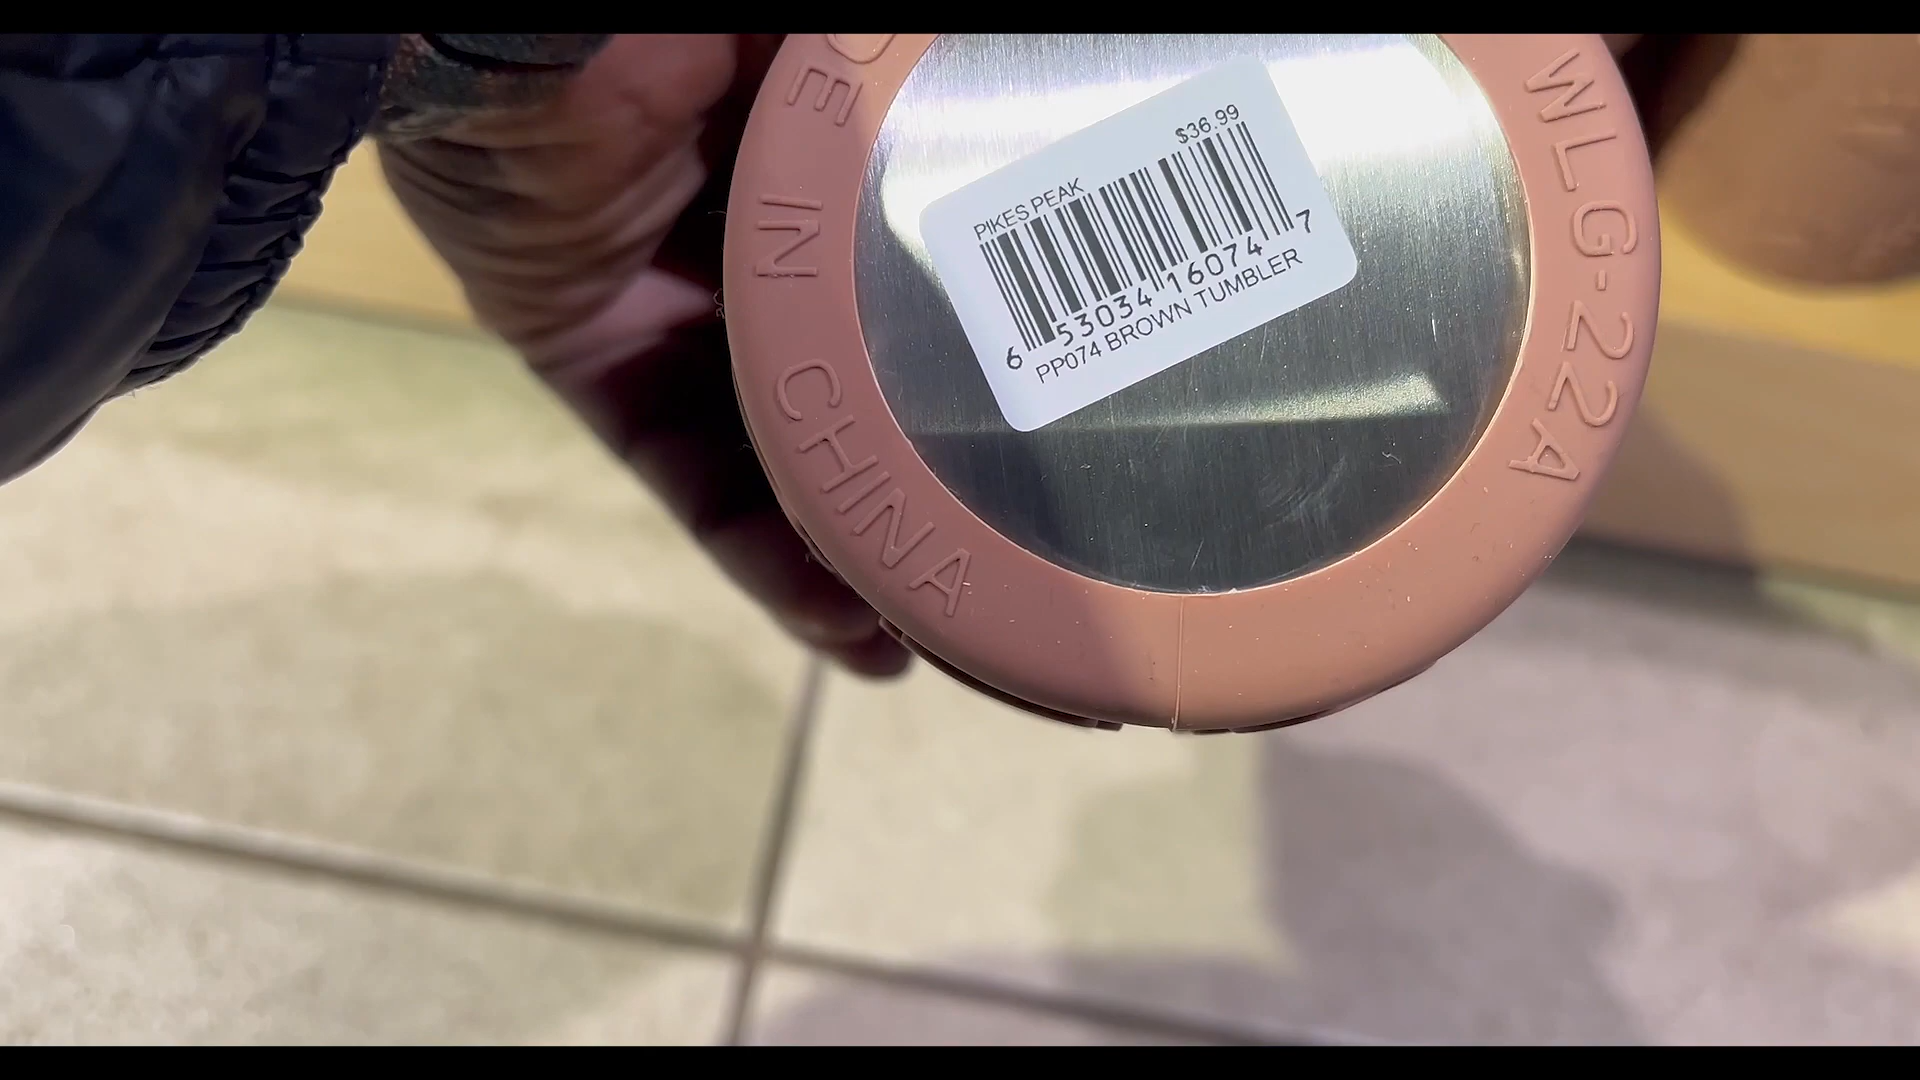 $36.99
PIKES PEAK
6 53034 16074 7
PP074 BROWN TUMBLER
IN CHINA
WLG-22A